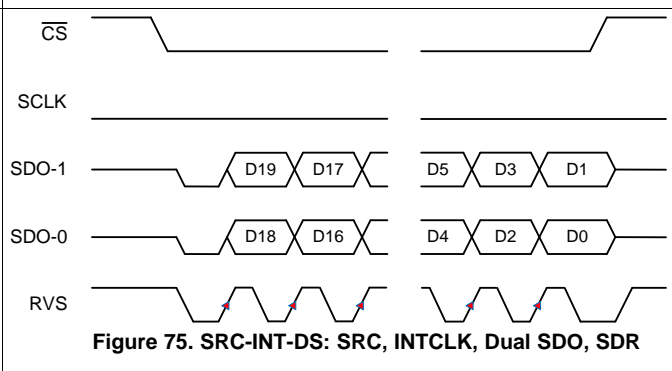 CS
SCLK
SDO-1 D19 D17 D5 D3 D1
SDO-0 D18 D16 D4 D2 D0
RVS
Figure 75. SRC-INT-DS: SRC, INTCLK, Dual SDO, SDR